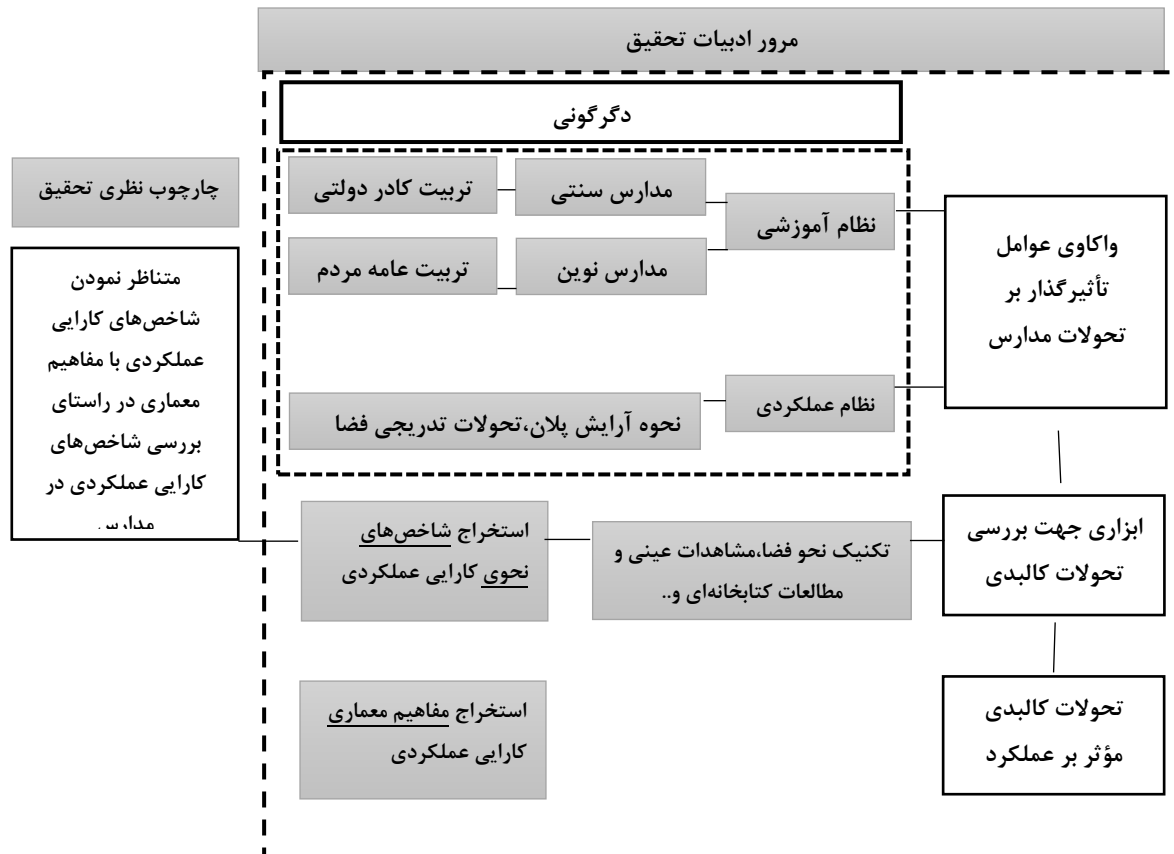 مرور ادبیات تحقیق
دگرگونی
واکاوی عوامل
تأثیرگذار بر
تحولات مدارس
نظام آموزشی
مدارس سنتی
تربیت کادر دولتی
مدارس نوین
تربیت عامه مردم
نظام عملکردی
نحوه آرایش پلان،تحولات تدریجی فضا
ابزاری جهت بررسی
تحولات کالبدی
تکنیک نحو فضا،مشاهدات عینی و
مطالعات کتابخانه‌ای و..
استخراج شاخص‌های
نحوی کارایی عملکردی
تحولات کالبدی
مؤثر بر عملکرد
استخراج مفاهیم معماری
کارایی عملکردی
چارچوب نظری تحقیق
متناظر نمودن
شاخص‌های کارایی
عملکردی با مفاهیم
معماری در راستای
بررسی شاخص‌های
کارایی عملکردی در
مدارس